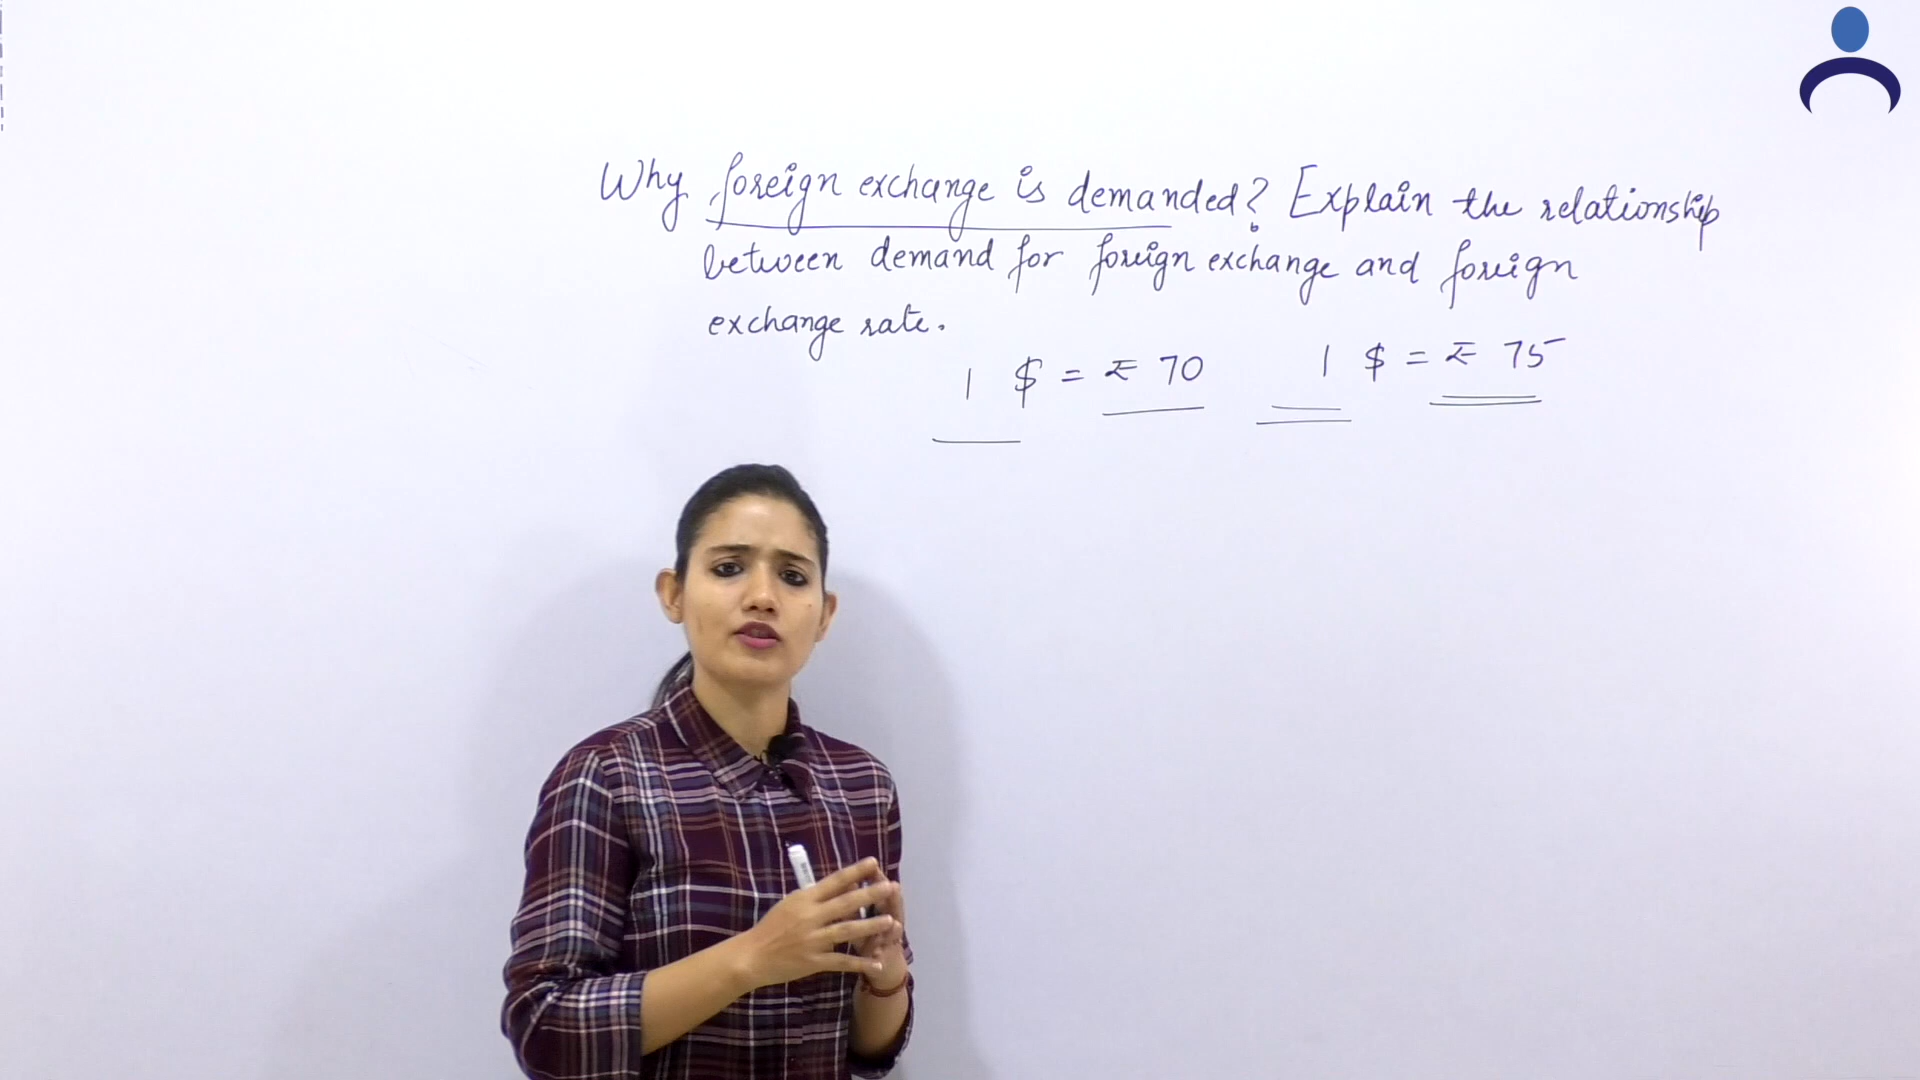 Why foreign exchange is demanded? Explain the relationship
between demand for foreign exchange and foreign
exchange rate.
1 $ = ₹ 70 1 $ = ₹ 75